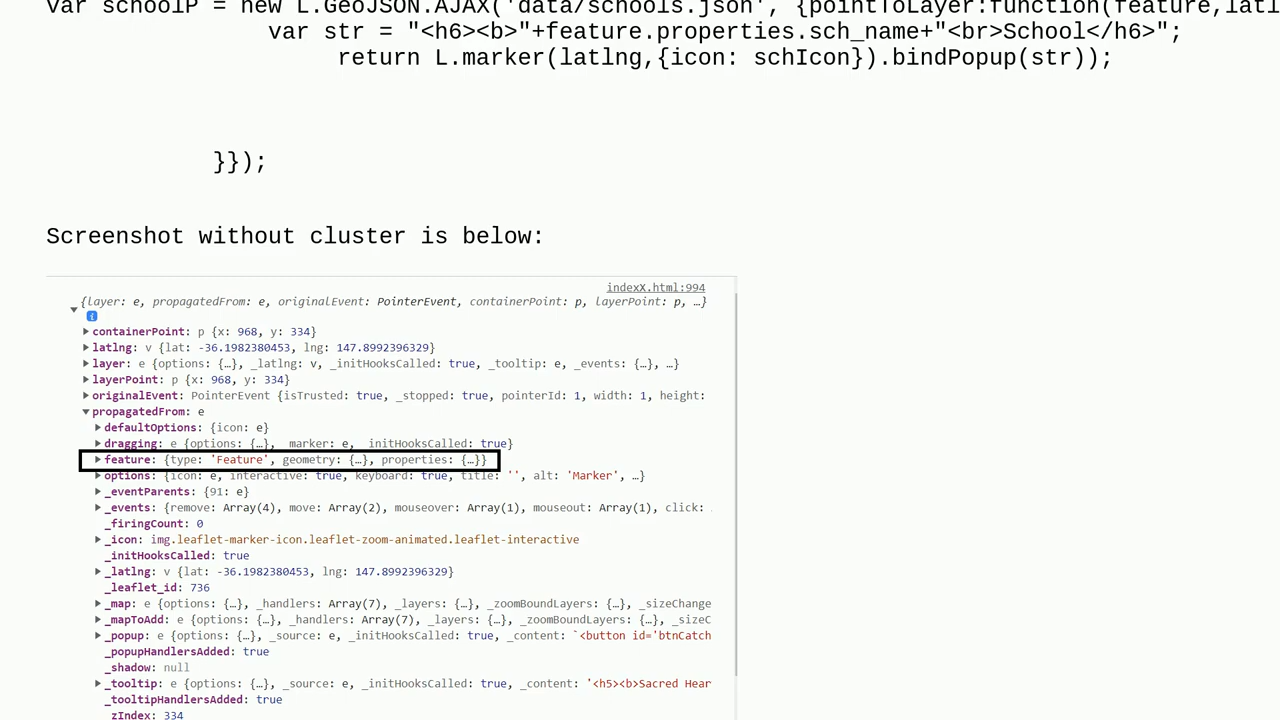 var schoolP = new L.GeoJSON.AJAX('data/schools.json', {pointToLayer:function(feature,latl
var str = "<h6><b>"+feature.properties.sch_name+"<br>School</h6>";
return L.marker(latlng,{icon: schIcon}).bindPopup(str));
}});
Screenshot without cluster is below:
indexX.html:994
{layer: e, propagatedFrom: e, originalEvent: PointerEvent, containerPoint: p, layerPoint: p, …}
i
containerPoint: p {x: 968, y: 334}
latlng: v {lat: -36.1982380453, lng: 147.8992396329}
layer: e {options: {…}, _latlng: v, _initHooksCalled: true, _tooltip: e, _events: {…}, …}
layerPoint: p {x: 968, y: 334}
originalEvent: PointerEvent {isTrusted: true, _stopped: true, pointerId: 1, width: 1, height:
propagatedFrom: e
defaultOptions: {icon: e}
dragging: e {options: {…}, _marker: e, _initHooksCalled: true}
feature: {type: 'Feature', geometry: {…}, properties: {…}}
options: {icon: e, interactive: true, keyboard: true, title: '', alt: 'Marker', …}
_eventParents: {91: e}
_events: {remove: Array(4), move: Array(2), mouseover: Array(1), mouseout: Array(1), click:
_firingCount: 0
_icon: img.leaflet-marker-icon.leaflet-zoom-animated.leaflet-interactive
_initHooksCalled: true
_latlng: v {lat: -36.1982380453, lng: 147.8992396329}
_leaflet_id: 736
_map: e {options: {…}, _handlers: Array(7), _layers: {…}, _zoomBoundLayers: {…}, _sizeChange
_mapToAdd: e {options: {…}, _handlers: Array(7), _layers: {…}, _zoomBoundLayers: {…}, _sizeC
_popup: e {options: {…}, _source: e, _initHooksCalled: true, _content: `<button id='btnCatch
_popupHandlersAdded: true
_shadow: null
_tooltip: e {options: {…}, _source: e, _initHooksCalled: true, _content: '<h5><b>Sacred Hear
_tooltipHandlersAdded: true
_zIndex: 334